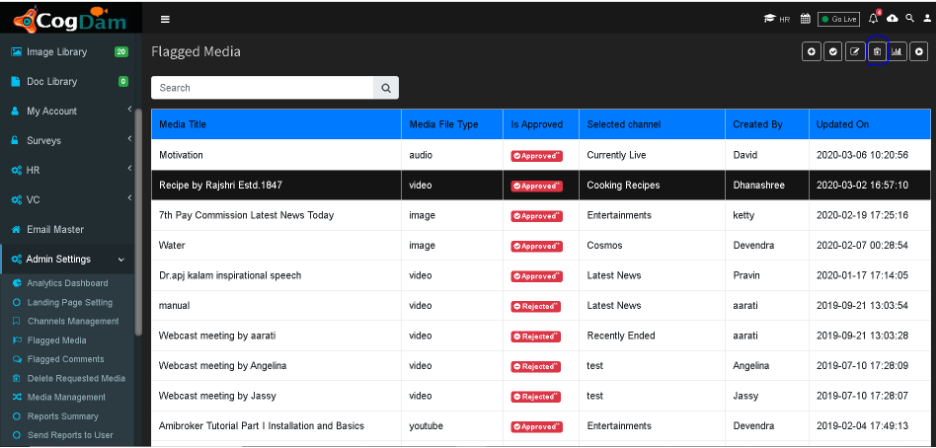 CogDam
HR
Go Live
4
Image Library 20
Doc Library 0
My Account
Surveys
HR
VC
Email Master
Admin Settings
Analytics Dashboard
Landing Page Setting
Channels Management
Flagged Media
Flagged Comments
Delete Requested Media
Media Management
Reports Summary
Send Reports to User
Flagged Media
Search
Media Title Media File Type Is Approved Selected channel Created By Updated On
Motivation audio Approved" Currently Live David 2020-03-06 10:20:56
Recipe by Rajshri Estd.1847 video Approved" Cooking Recipes Dhanashree 2020-03-02 16:57:10
7th Pay Commission Latest News Today image Approved" Entertainments ketty 2020-02-19 17:25:16
Water image Approved" Cosmos Devendra 2020-02-07 00:28:54
Dr.apj kalam inspirational speech video Approved" Latest News Pravin 2020-01-17 17:14:05
manual video Rejected" Latest News aarati 2019-09-21 13:03:54
Webcast meeting by aarati video Rejected" Recently Ended aarati 2019-09-21 13:03:28
Webcast meeting by Angelina video Rejected" test Angelina 2019-07-10 17:28:09
Webcast meeting by Jassy video Rejected" test Jassy 2019-07-10 17:28:07
Amibroker Tutorial Part I Installation and Basics youtube Approved" Entertainments Devendra 2019-02-04 17:49:13